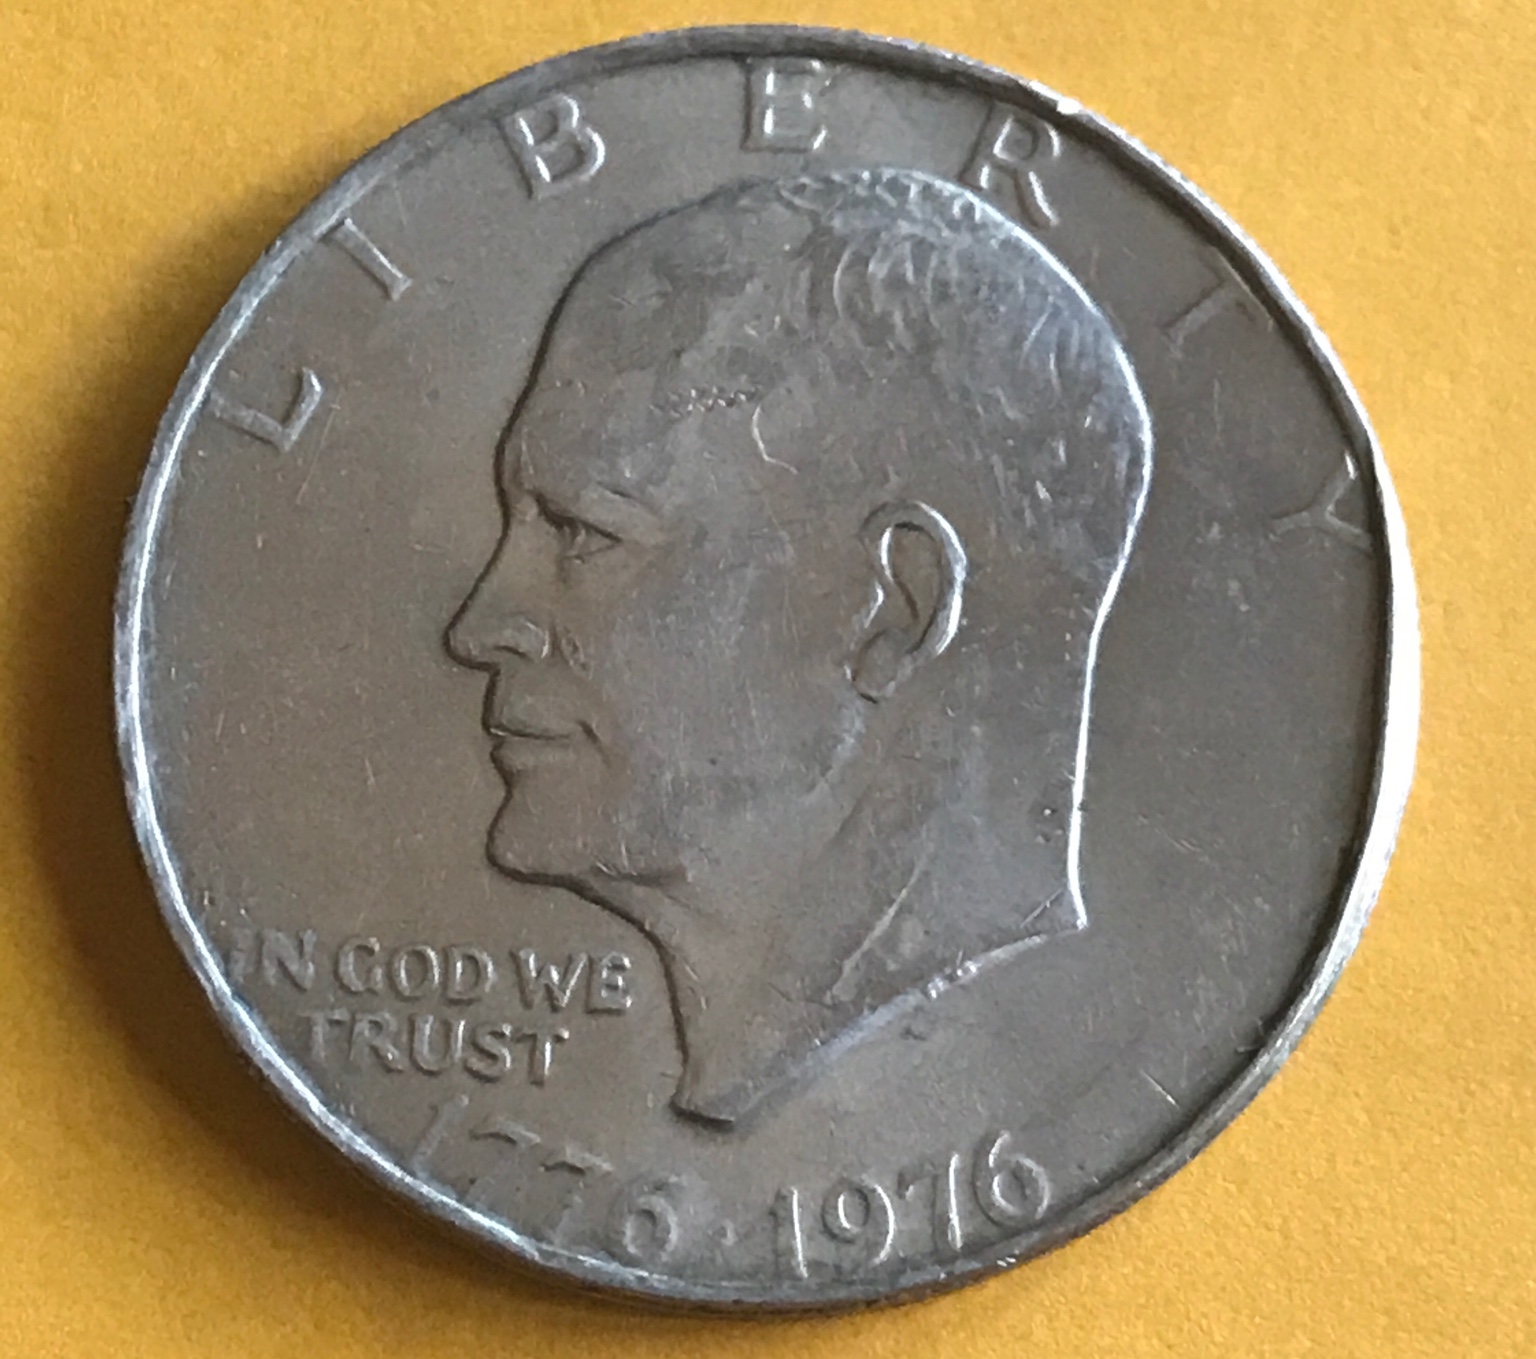 LIBERTY
IN GOD WE
TRUST
1776·1976